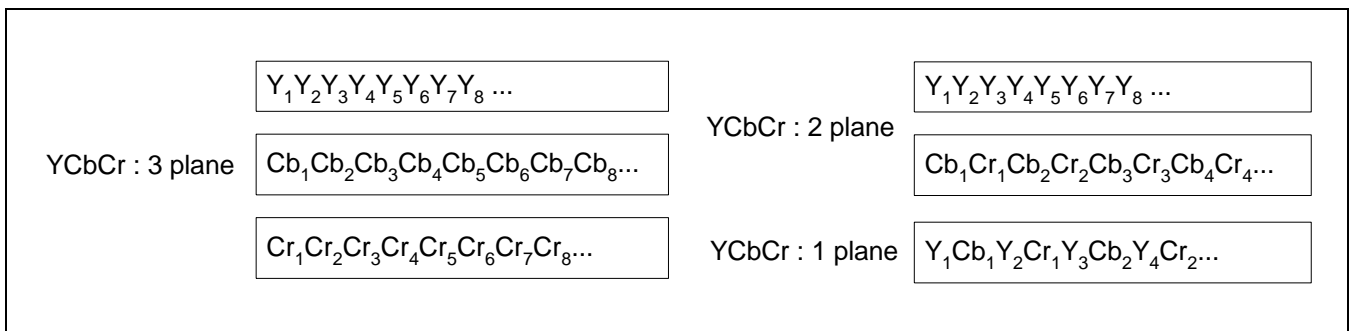 YCbCr : 3 plane
Y₁Y₂Y₃Y₄Y₅Y₆Y₇Y₈ ...
Cb₁Cb₂Cb₃Cb₄Cb₅Cb₆Cb₇Cb₈...
Cr₁Cr₂Cr₃Cr₄Cr₅Cr₆Cr₇Cr₈...
YCbCr : 2 plane
Y₁Y₂Y₃Y₄Y₅Y₆Y₇Y₈ ...
Cb₁Cr₁Cb₂Cr₂Cb₃Cr₃Cb₄Cr₄...
YCbCr : 1 plane
Y₁Cb₁Y₂Cr₁Y₃Cb₂Y₄Cr₂...